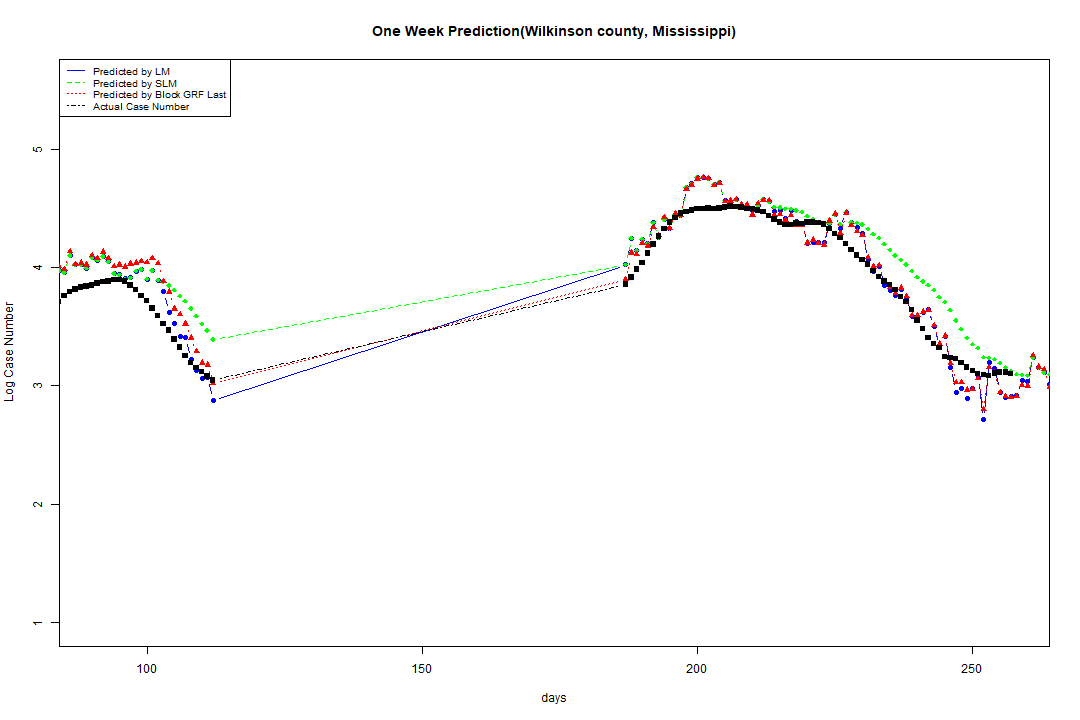 One Week Prediction(Wilkinson county, Mississippi)
Predicted by LM
Predicted by SLM
Predicted by Block GRF Last
Actual Case Number
5
4
3
2
1
Log Case Number
100 150 200 250
days